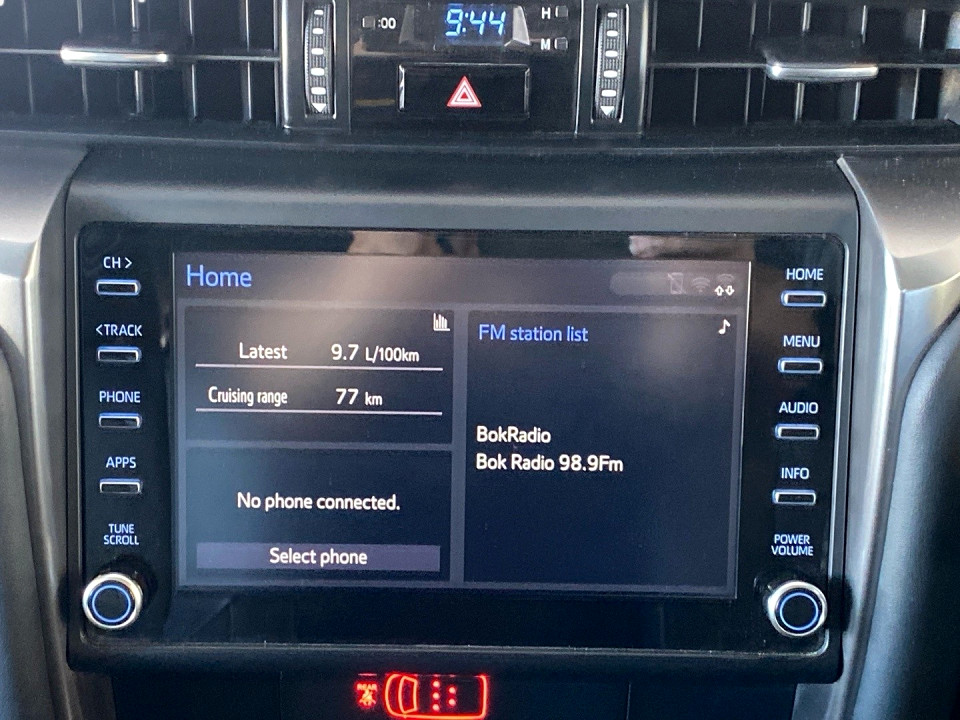 :00
9:44
H
M
CH >
< TRACK
PHONE
APPS
TUNE
SCROLL
Home
Latest 9.7 L/100km
Cruising range 77 km
No phone connected.
Select phone
FM station list
BokRadio
Bok Radio 98.9Fm
HOME
MENU
AUDIO
INFO
POWER
VOLUME
REAR